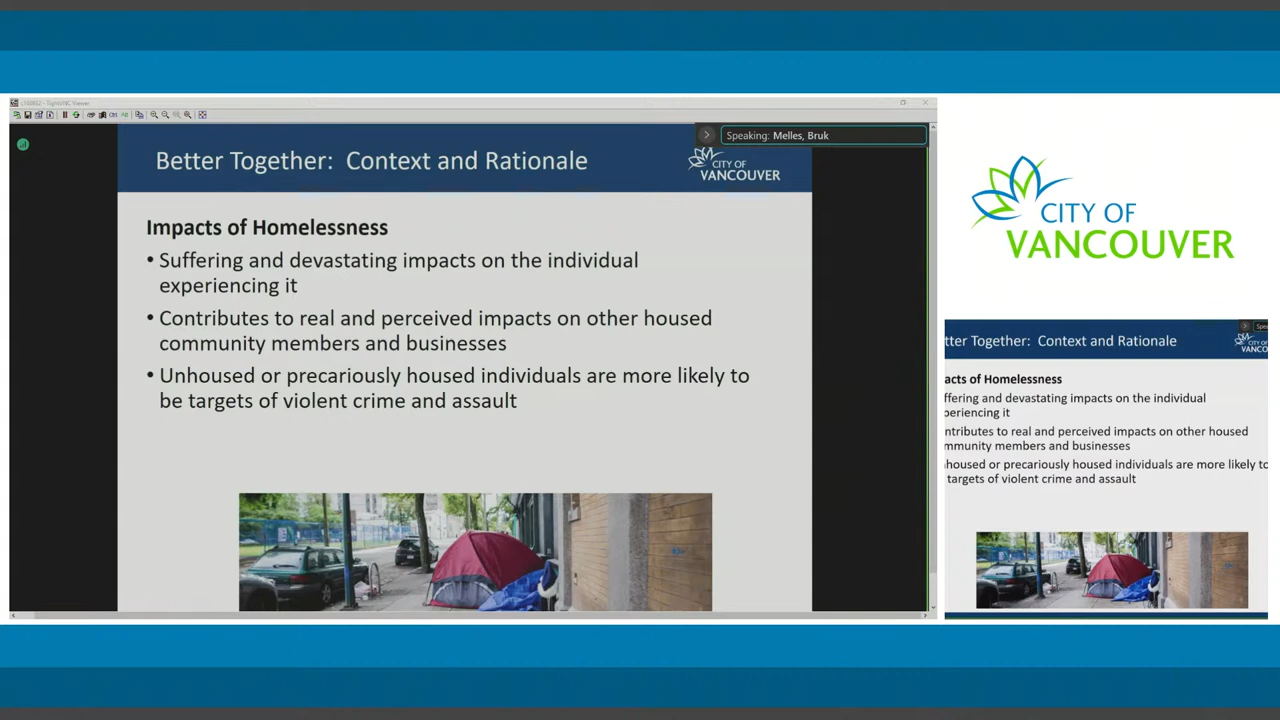 Speaking: Melles, Bruk
Better Together: Context and Rationale
CITY OF
VANCOUVER
Impacts of Homelessness
• Suffering and devastating impacts on the individual
experiencing it
• Contributes to real and perceived impacts on other housed
community members and businesses
• Unhoused or precariously housed individuals are more likely to
be targets of violent crime and assault
CITY OF
VANCOUVER
tter Together: Context and Rationale
CITY OF
VANCOU
acts of Homelessness
ffering and devastating impacts on the individual
periencing it
ntributes to real and perceived impacts on other housed
mmunity members and businesses
housed or precariously housed individuals are more likely to
targets of violent crime and assault